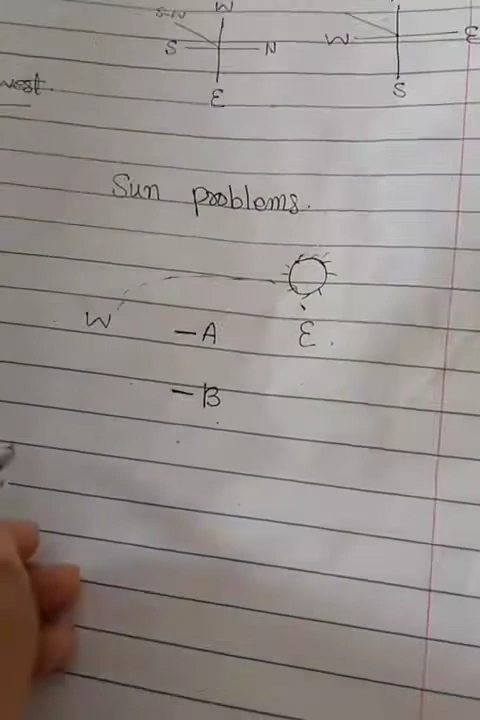 S-W W
S N W E
E S
west.
Sun problems.
W - A E.
- B